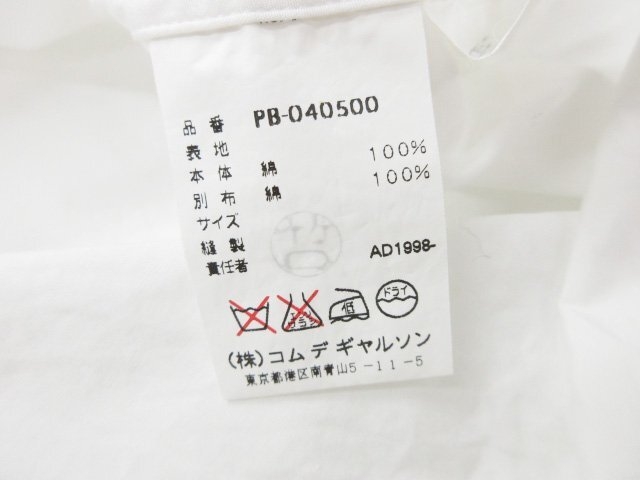 品番 PB-040500
表地
本体 綿 100%
別布 綿 100%
サイズ
縫製
責任者 AD1998-
低 ドライ
(株)コム デ ギャルソン
東京都港区南青山5-11-5